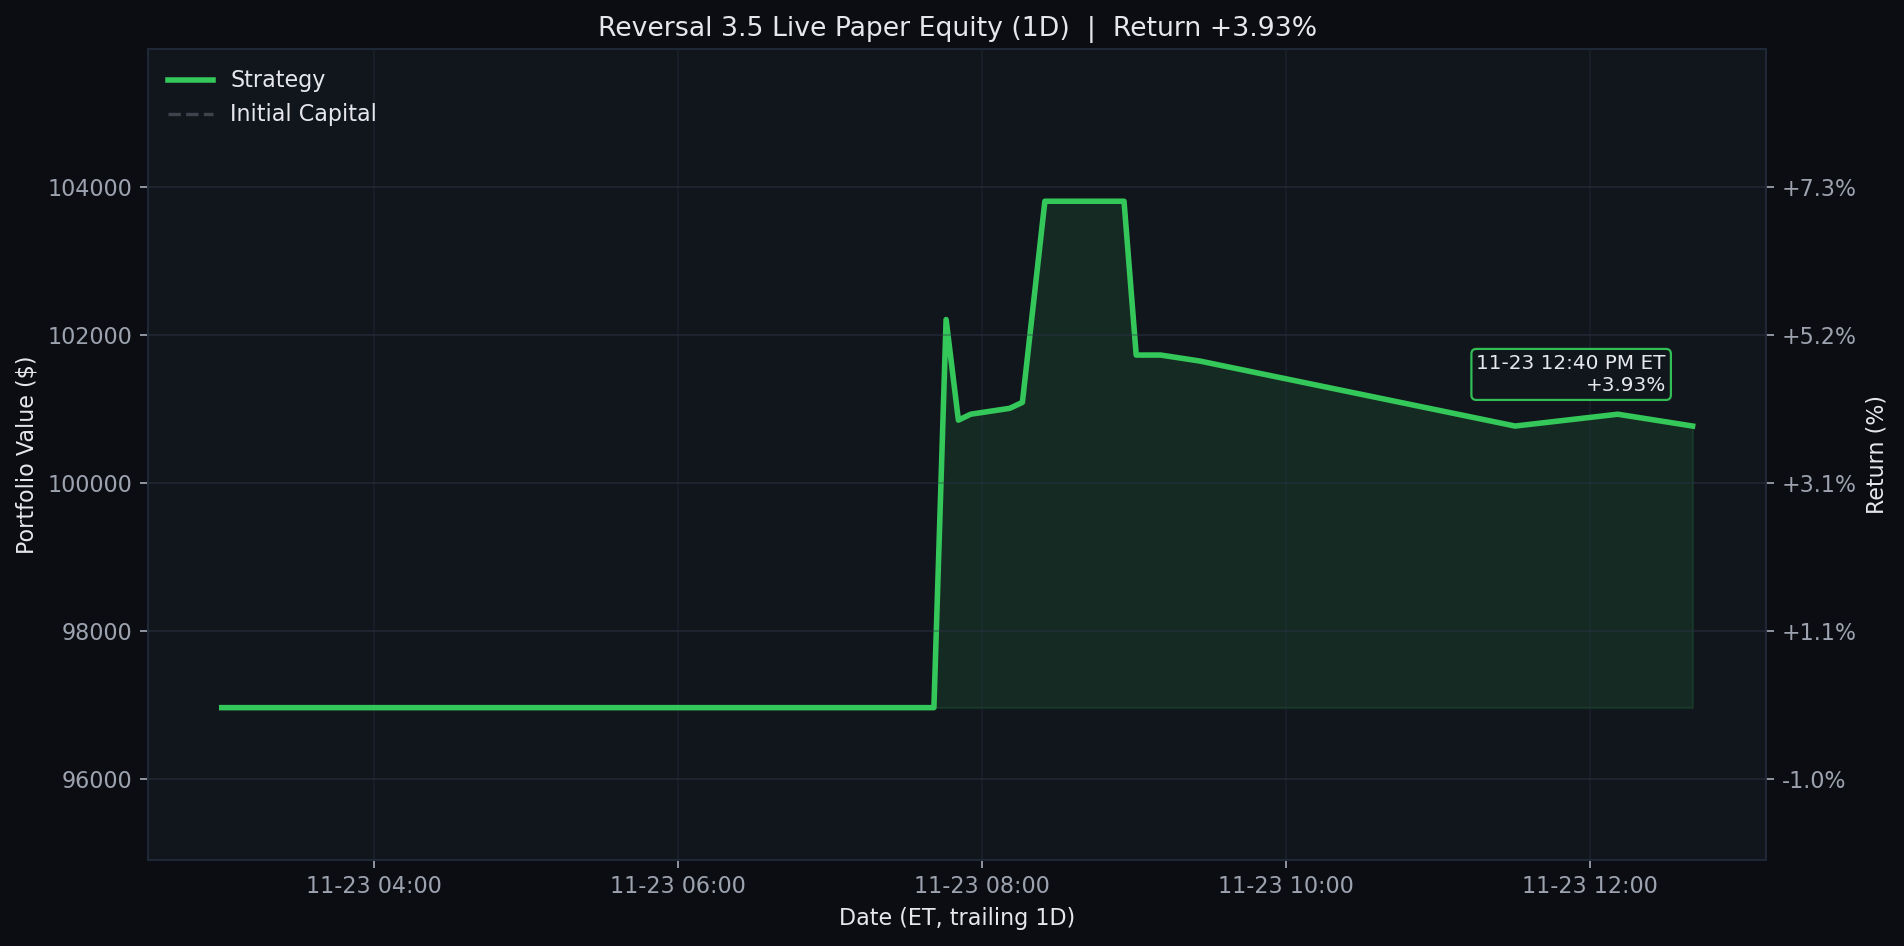 Reversal 3.5 Live Paper Equity (1D) | Return +3.93%
Strategy
Initial Capital
Portfolio Value ($)
104000
102000
100000
98000
96000
+7.3%
+5.2%
+3.1%
+1.1%
-1.0%
Return (%)
11-23 12:40 PM ET
+3.93%
11-23 04:00
11-23 06:00
11-23 08:00
11-23 10:00
11-23 12:00
Date (ET, trailing 1D)